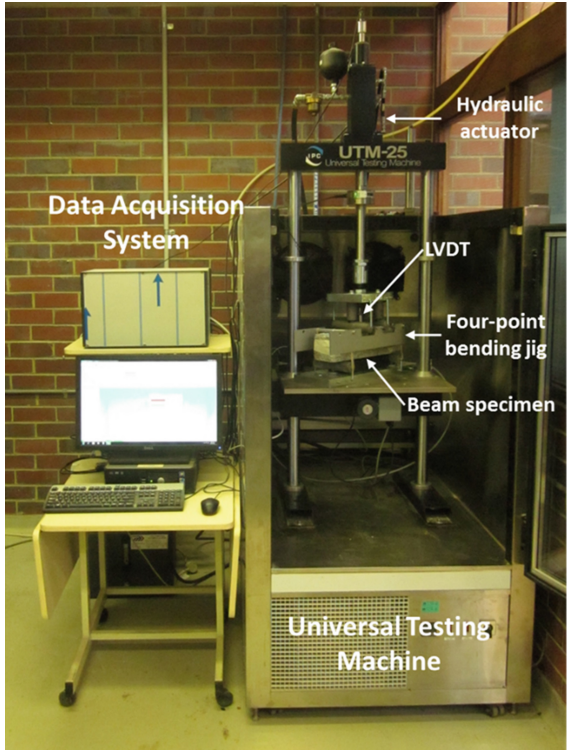 Hydraulic
actuator
IPC
UTM-25
Universal Testing Machine
Data Acquisition
System
LVDT
Four-point
bending jig
Beam specimen
Universal Testing
Machine